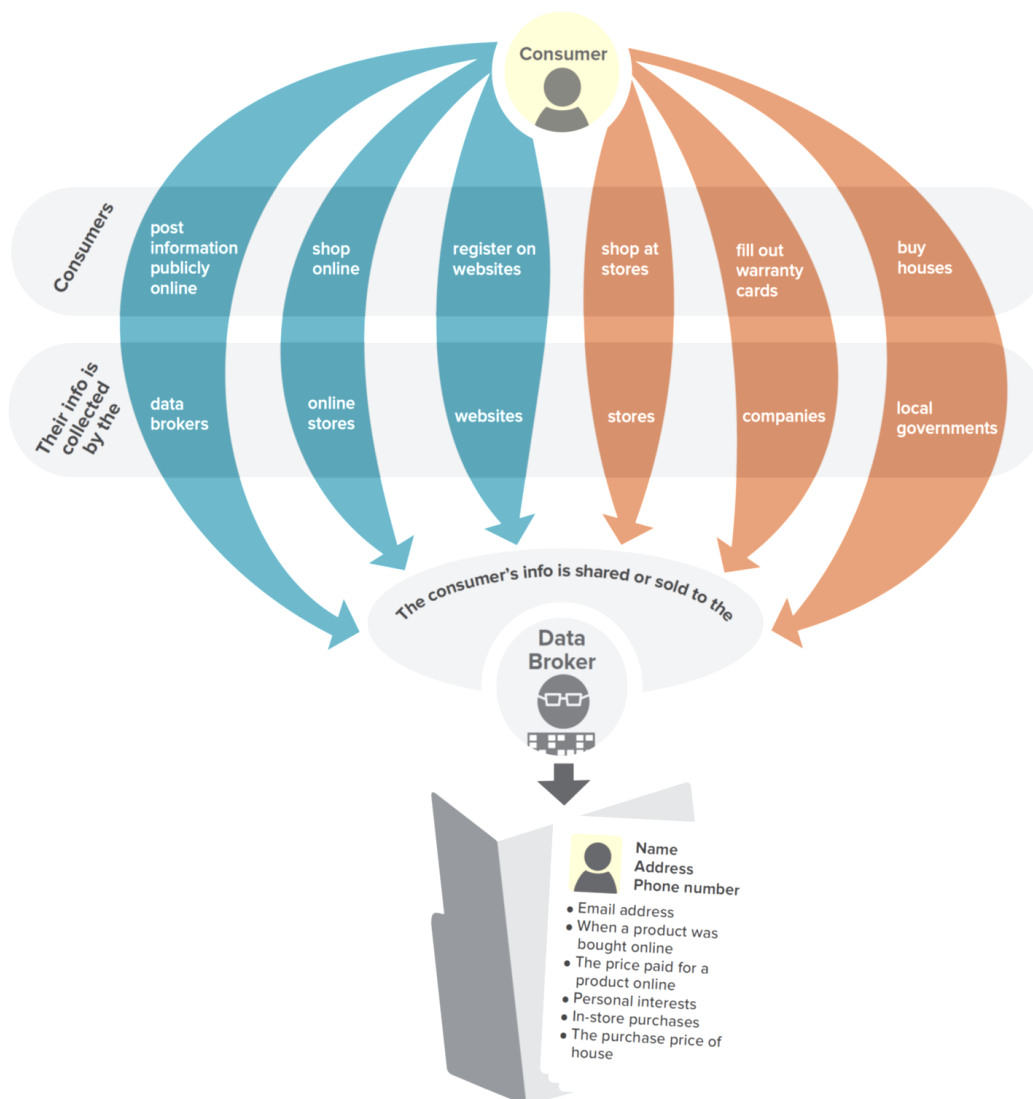 Consumer
Consumers
post
information
publicly
online
shop
online
register on
websites
shop at
stores
fill out
warranty
cards
buy
houses
Their info is
collected
by the
data
brokers
online
stores
websites
stores
companies
local
governments
The consumer's info is shared or sold to the
Data
Broker
Name
Address
Phone number
• Email address
• When a product was
bought online
• The price paid for a
product online
• Personal interests
• In-store purchases
• The purchase price of
house